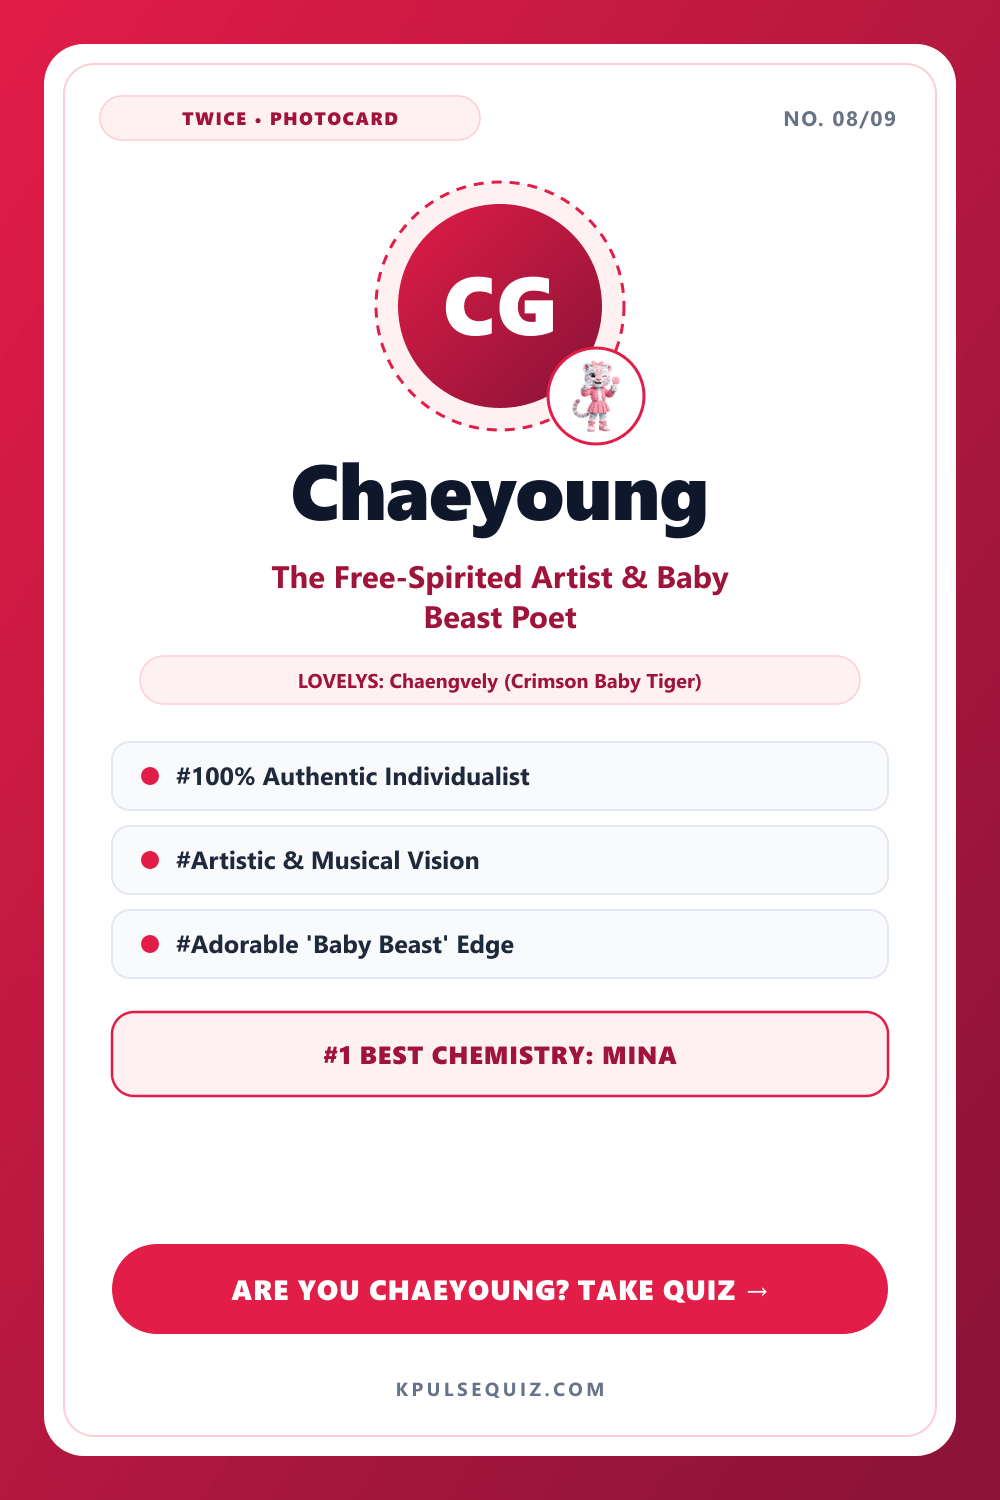 TWICE • PHOTOCARD
NO. 08/09
CG
Chaeyoung
The Free-Spirited Artist & Baby
Beast Poet
LOVELYS: Chaengvely (Crimson Baby Tiger)
#100% Authentic Individualist
#Artistic & Musical Vision
#Adorable 'Baby Beast' Edge
#1 BEST CHEMISTRY: MINA
ARE YOU CHAEYOUNG? TAKE QUIZ →
KPULSEQUIZ.COM